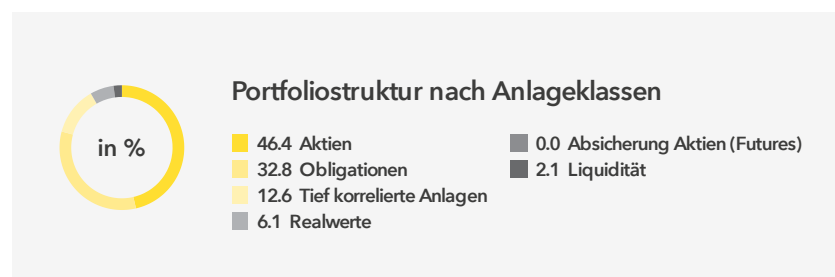 Portfoliostruktur nach Anlageklassen
in %
46.4 Aktien
32.8 Obligationen
12.6 Tief korrelierte Anlagen
6.1 Realwerte
0.0 Absicherung Aktien (Futures)
2.1 Liquidität